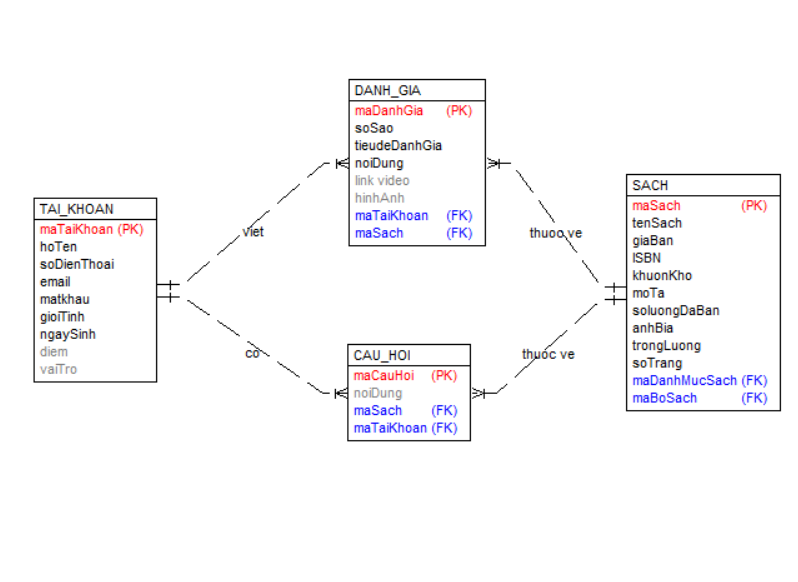 DANH_GIA
maDanhGia (PK)
soSao
tieudeDanhGia
noiDung
link video
hinhAnh
maTaiKhoan (FK)
maSach (FK)
SACH
maSach (PK)
tenSach
giaBan
ISBN
khuonKho
moTa
soluongDaBan
anhBia
trongLuong
soTrang
maDanhMucSach (FK)
maBoSach (FK)
TAI_KHOAN
maTaiKhoan (PK)
hoTen
soDienThoai
email
matkhau
gioiTinh
ngaySinh
diem
vaiTro
viet
thuoc ve
co
thuoc ve
CAU_HOI
maCauHoi (PK)
noiDung
maSach (FK)
maTaiKhoan (FK)